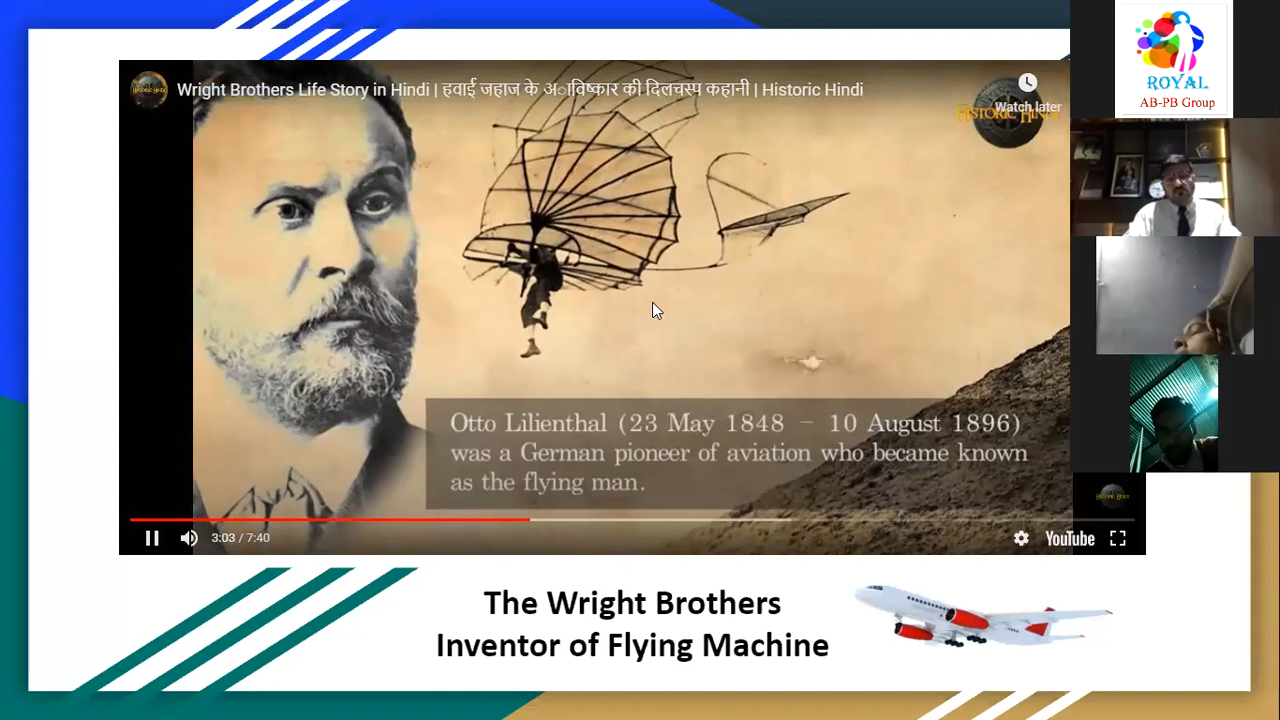 Wright Brothers Life Story in Hindi | हवाई जहाज के अाविष्कार की दिलचस्प कहानी | Historic Hindi
Watch later
HISTORIC HINDI
ROYAL
AB-PB Group
Otto Lilienthal (23 May 1848 – 10 August 1896)
was a German pioneer of aviation who became known
as the flying man.
3:03 / 7:40
YouTube
The Wright Brothers
Inventor of Flying Machine